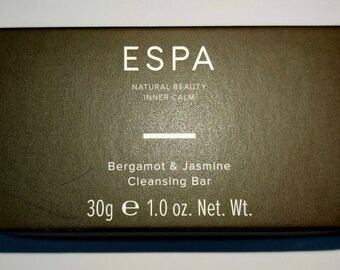 ESPA
NATURAL BEAUTY
INNER CALM
Bergamot & Jasmine
Cleansing Bar
30g ℮ 1.0 oz. Net. Wt.